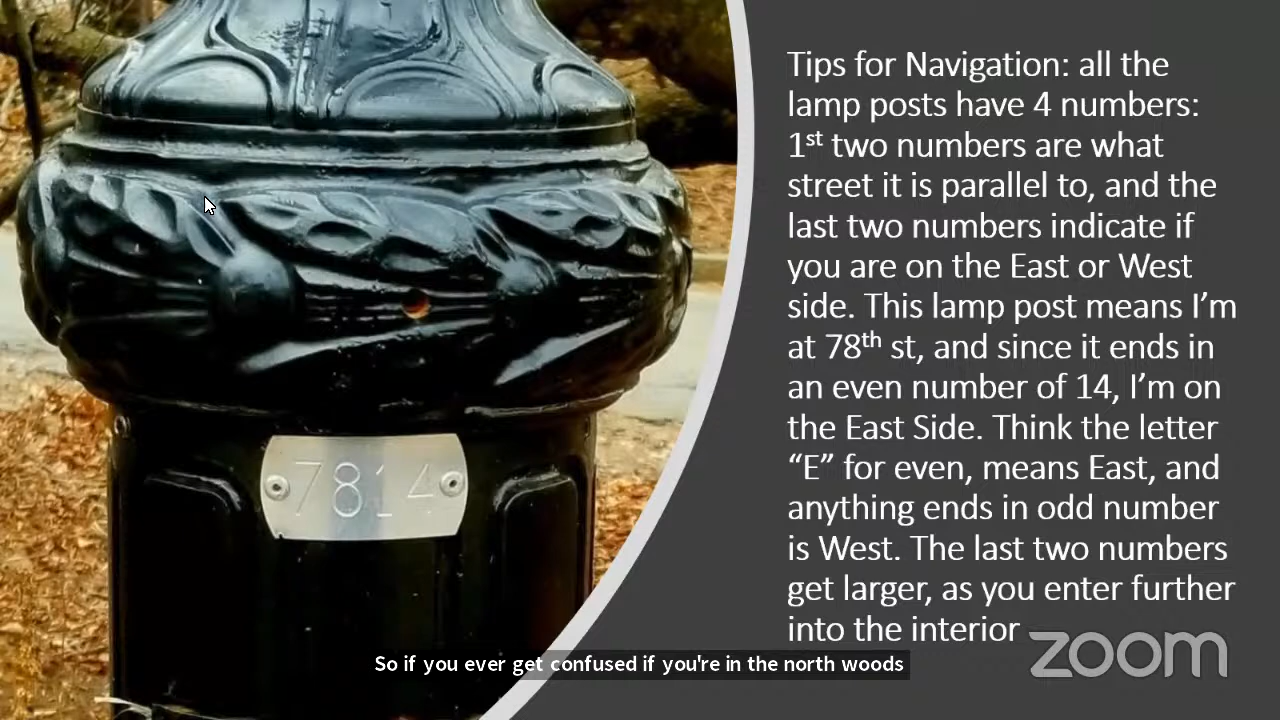 Tips for Navigation: all the
lamp posts have 4 numbers:
1st two numbers are what
street it is parallel to, and the
last two numbers indicate if
you are on the East or West
side. This lamp post means I’m
at 78th st, and since it ends in
an even number of 14, I’m on
the East Side. Think the letter
“E” for even, means East, and
anything ends in odd number
is West. The last two numbers
get larger, as you enter further
into the interior
7814
So if you ever get confused if you're in the north woods
zoom